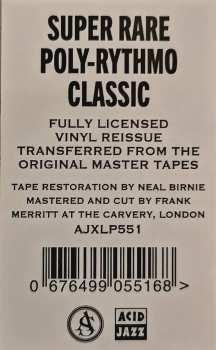 SUPER RARE
POLY-RYTHMO
CLASSIC
FULLY LICENSED
VINYL REISSUE
TRANSFERRED FROM THE
ORIGINAL MASTER TAPES
TAPE RESTORATION BY NEAL BIRNIE
MASTERED AND CUT BY FRANK
MERRITT AT THE CARVERY, LONDON
AJXLP551
0 676499 055168 >
ACID
JAZZ